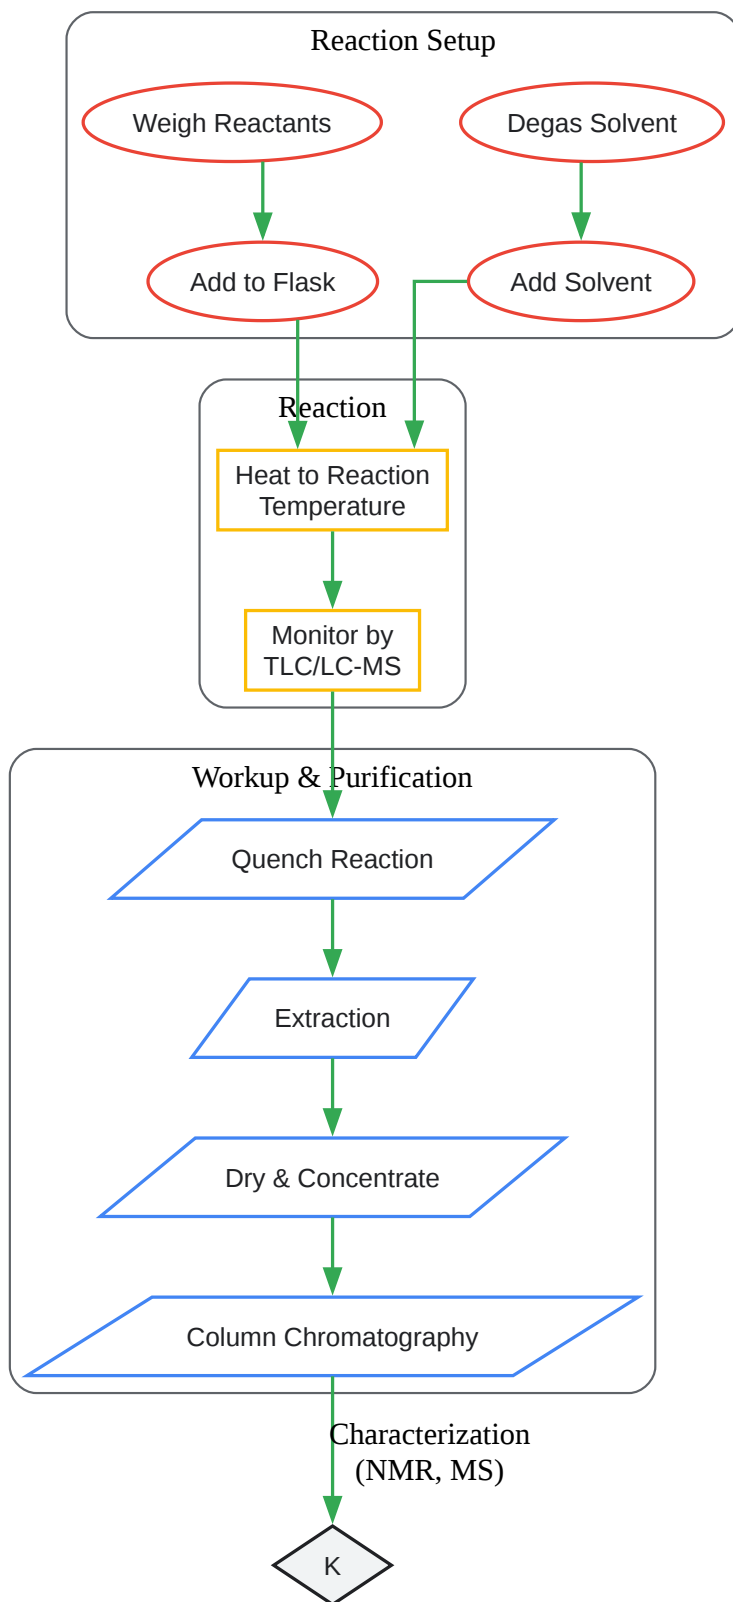 Reaction Setup
Weigh Reactants
Degas Solvent
Add to Flask
Add Solvent
Reaction
Heat to Reaction
Temperature
Monitor by
TLC/LC-MS
Workup & Purification
Quench Reaction
Extraction
Dry & Concentrate
Column Chromatography
Characterization
(NMR, MS)
K